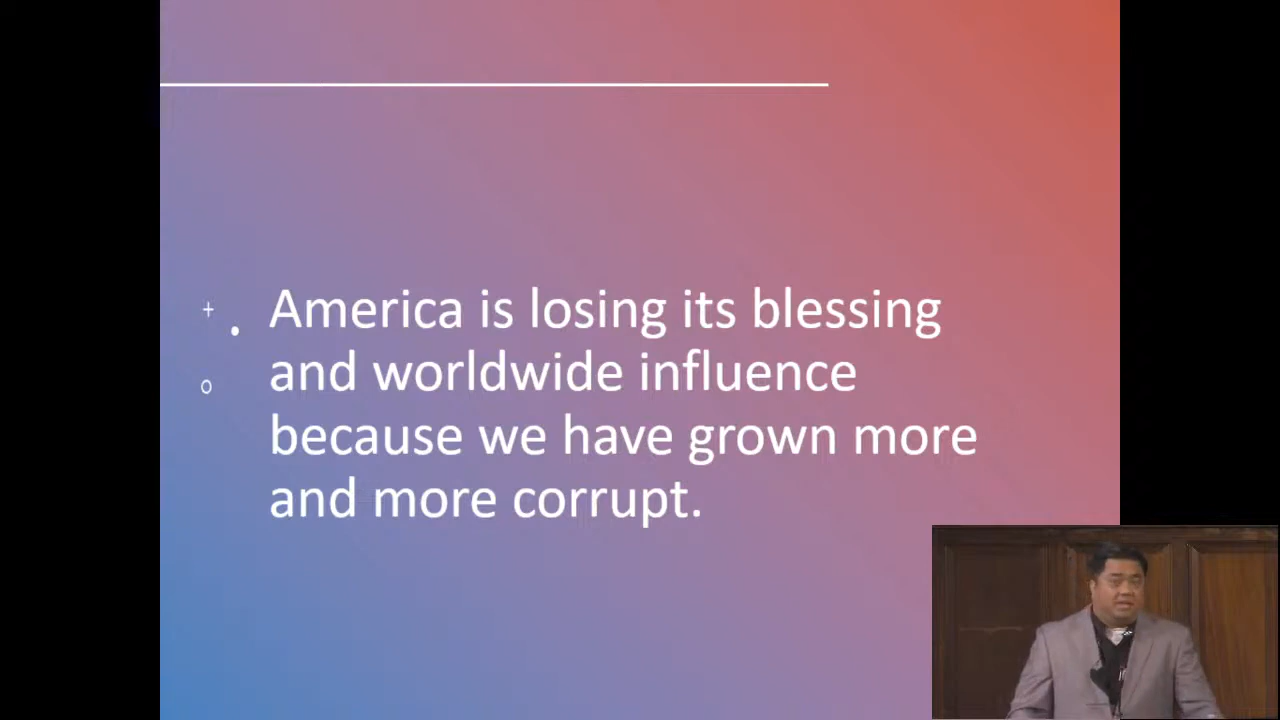 America is losing its blessing
and worldwide influence
because we have grown more
and more corrupt.